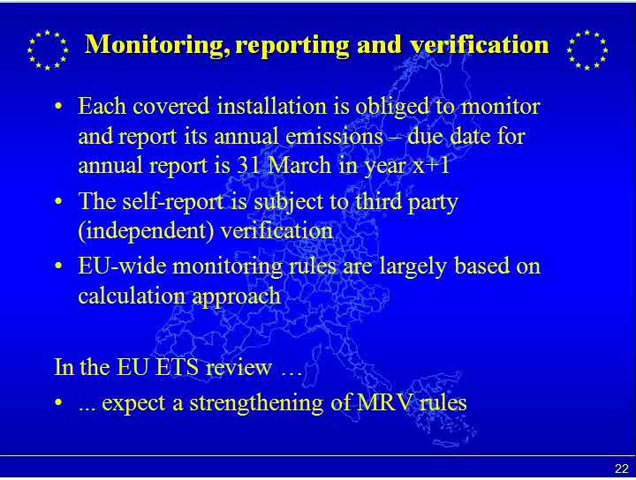 Monitoring, reporting and verification
• Each covered installation is obliged to monitor
and report its annual emissions – due date for
annual report is 31 March in year x+1
• The self-report is subject to third party
(independent) verification
• EU-wide monitoring rules are largely based on
calculation approach
In the EU ETS review …
• ... expect a strengthening of MRV rules
22